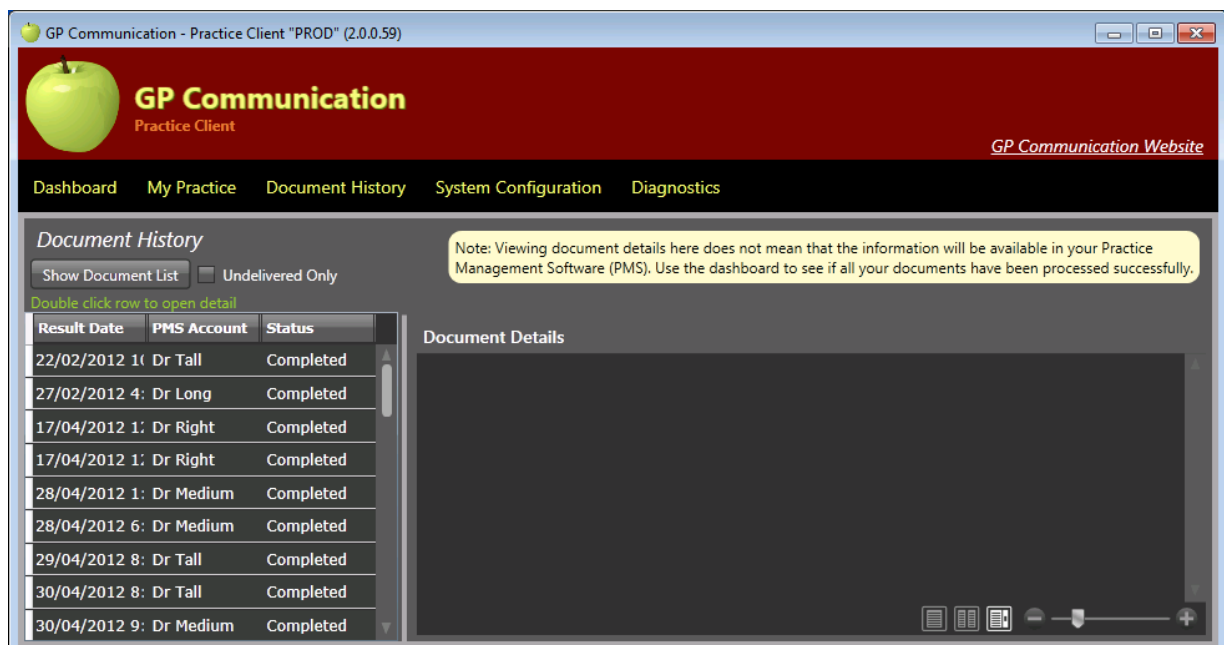 GP Communication - Practice Client "PROD" (2.0.0.59)
GP Communication
Practice Client
GP Communication Website
Dashboard My Practice Document History System Configuration Diagnostics
Document History
Note: Viewing document details here does not mean that the information will be available in your Practice
Management Software (PMS). Use the dashboard to see if all your documents have been processed successfully.
Show Document List Undelivered Only
Double click row to open detail
Result Date PMS Account Status
Document Details
22/02/2012 Dr Tall Completed
27/02/2012 4: Dr Long Completed
17/04/2012 Dr Right Completed
17/04/2012 Dr Right Completed
28/04/2012 1: Dr Medium Completed
28/04/2012 6: Dr Medium Completed
29/04/2012 8: Dr Tall Completed
30/04/2012 8: Dr Tall Completed
30/04/2012 9: Dr Medium Completed